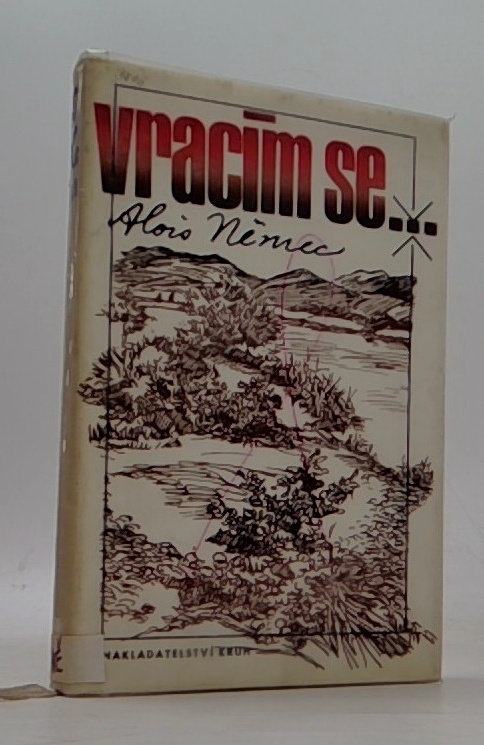 vracím se...
Alois Němec
NAKLADATELSTVÍ KRUH